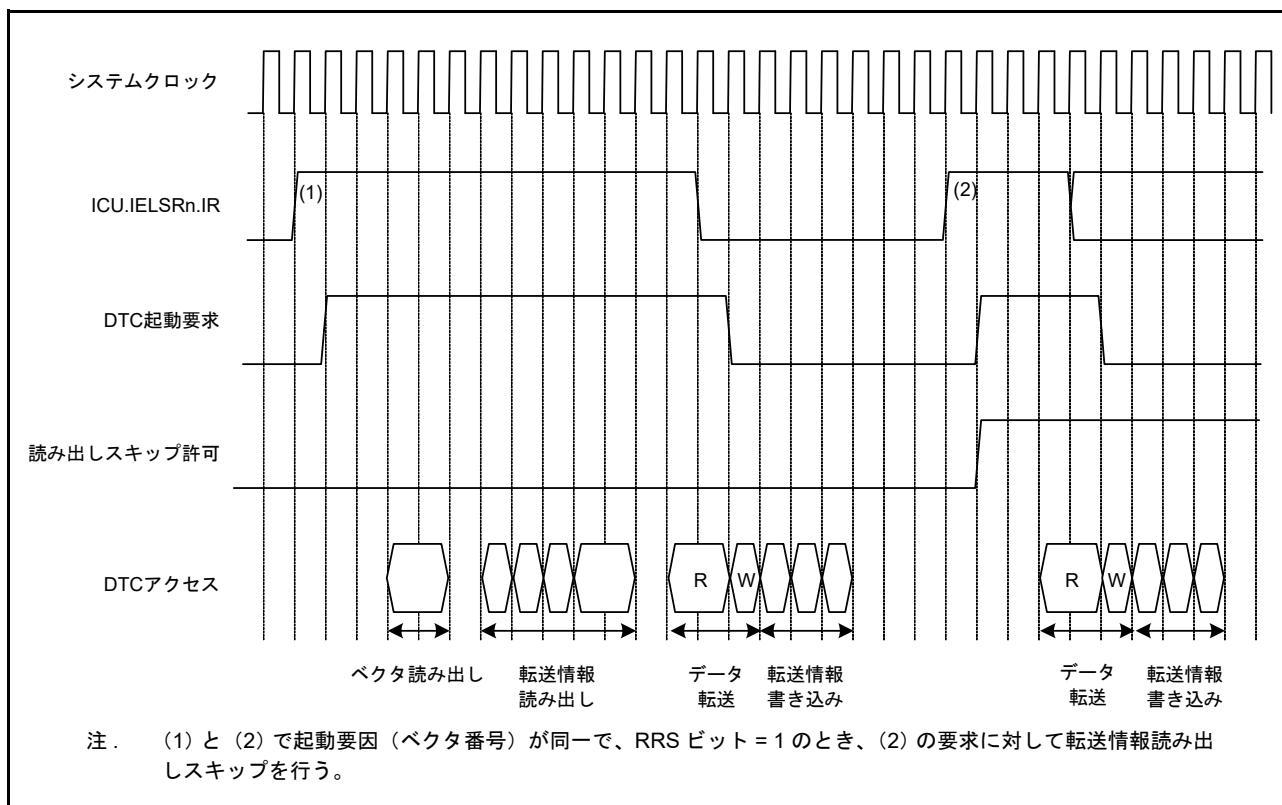 システムクロック
ICU.IELSRn.IR
(1)
(2)
DTC起動要求
読み出しスキップ許可
DTCアクセス
R
W
R
W
ベクタ読み出し
転送情報
読み出し
データ
転送
転送情報
書き込み
データ
転送
転送情報
書き込み
注. (1) と (2) で起動要因（ベクタ番号）が同一で、RRS ビット = 1 のとき、(2) の要求に対して転送情報読み出
しスキップを行う。